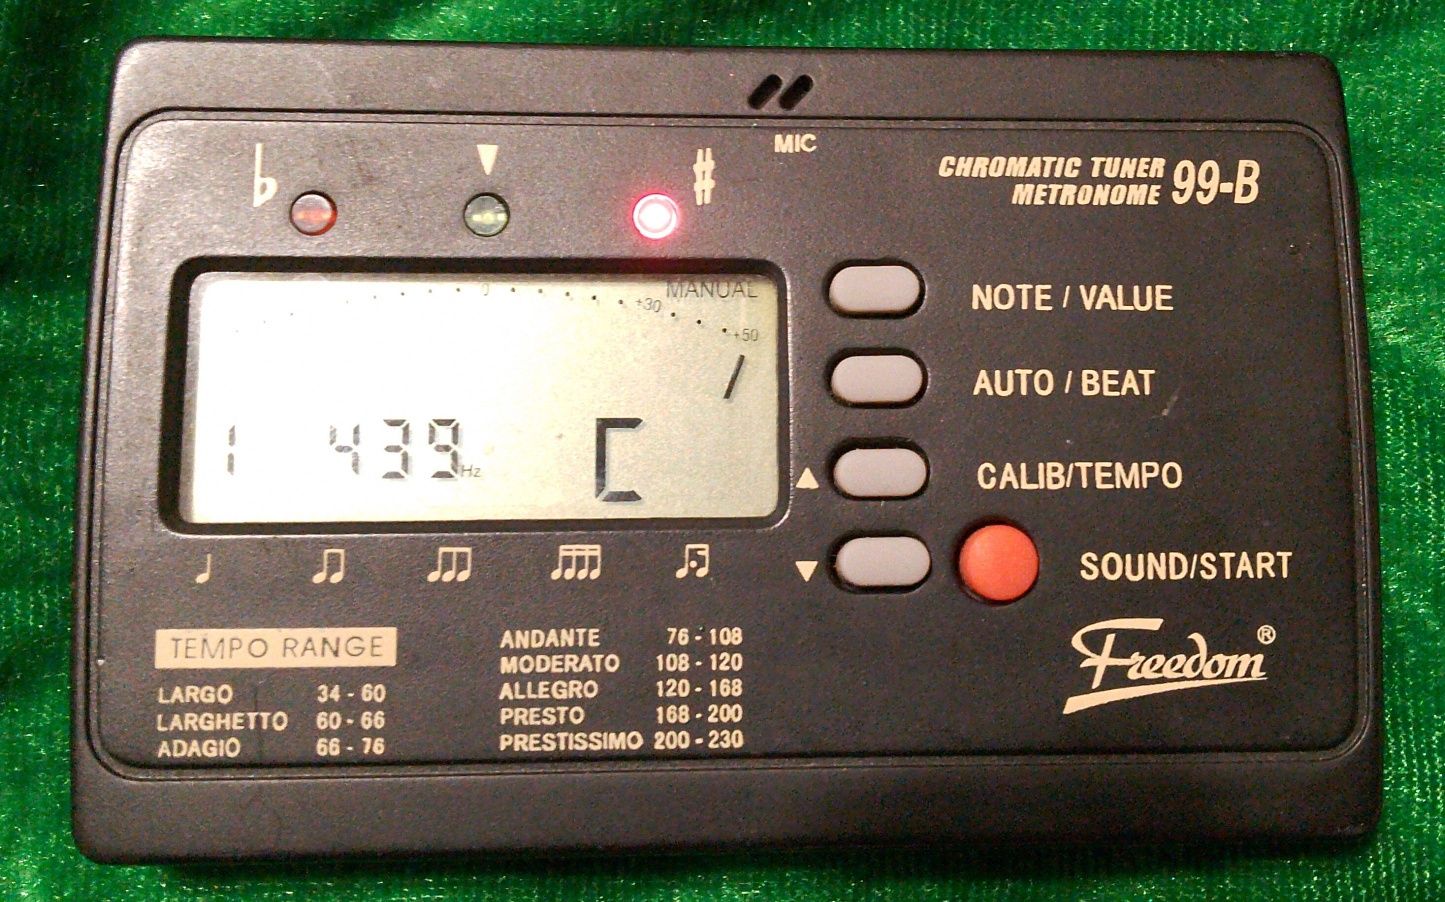 MIC
CHROMATIC TUNER
METRONOME 99-B
0 +30 MANUAL
+50
1 439 Hz C
NOTE / VALUE
AUTO / BEAT
CALIB/TEMPO
SOUND/START
TEMPO RANGE
LARGO 34 - 60
LARGHETTO 60 - 66
ADAGIO 66 - 76
ANDANTE 76 - 108
MODERATO 108 - 120
ALLEGRO 120 - 168
PRESTO 168 - 200
PRESTISSIMO 200 - 230
Freedom ®